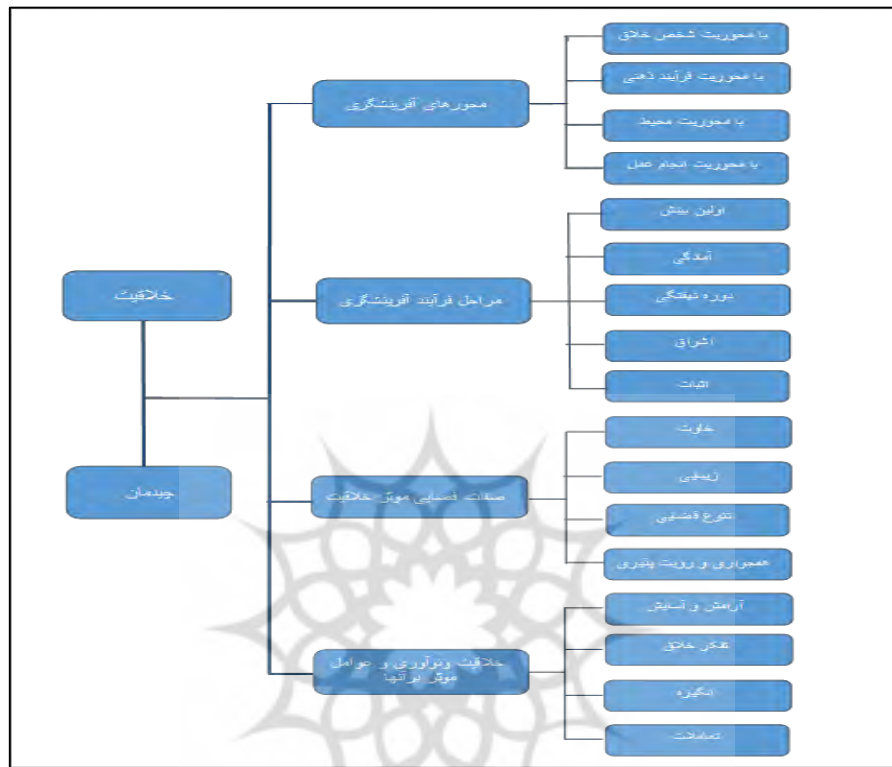 خلاقیت
چیدمان
محورهای آفرینشگری
با محوریت شخص خلاق
با محوریت فرآیند ذهنی
با محوریت محیط
با محوریت انجام عمل
مراحل فرآیند آفرینشگری
اولین بینش
آمادگی
دوره نهفتگی
اشراق
اثبات
صفات فضایی موثر خلاقیت
خلوت
زیبایی
تنوع فضایی
همجواری و رویت پذیری
خلاقیت ونوآوری و عوامل
موثر برآنها
آرامش و آسایش
تفکر خلاق
انگیزه
تعاملات